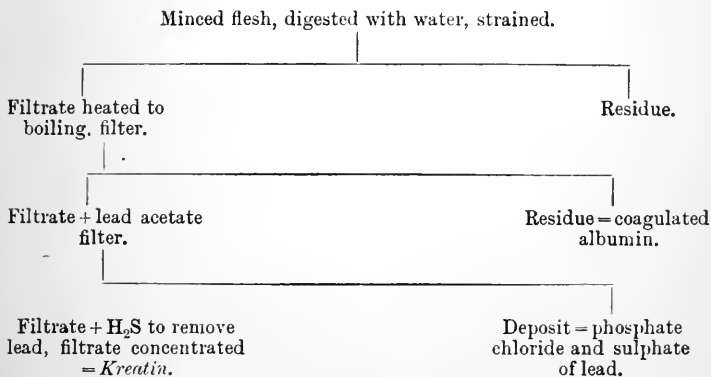 Minced flesh, digested with water, strained.
Filtrate heated to
boiling, filter.
Residue.
Filtrate + lead acetate
filter.
Residue = coagulated
albumin.
Filtrate + H₂S to remove
lead, filtrate concentrated
= Kreatin.
Deposit = phosphate
chloride and sulphate
of lead.